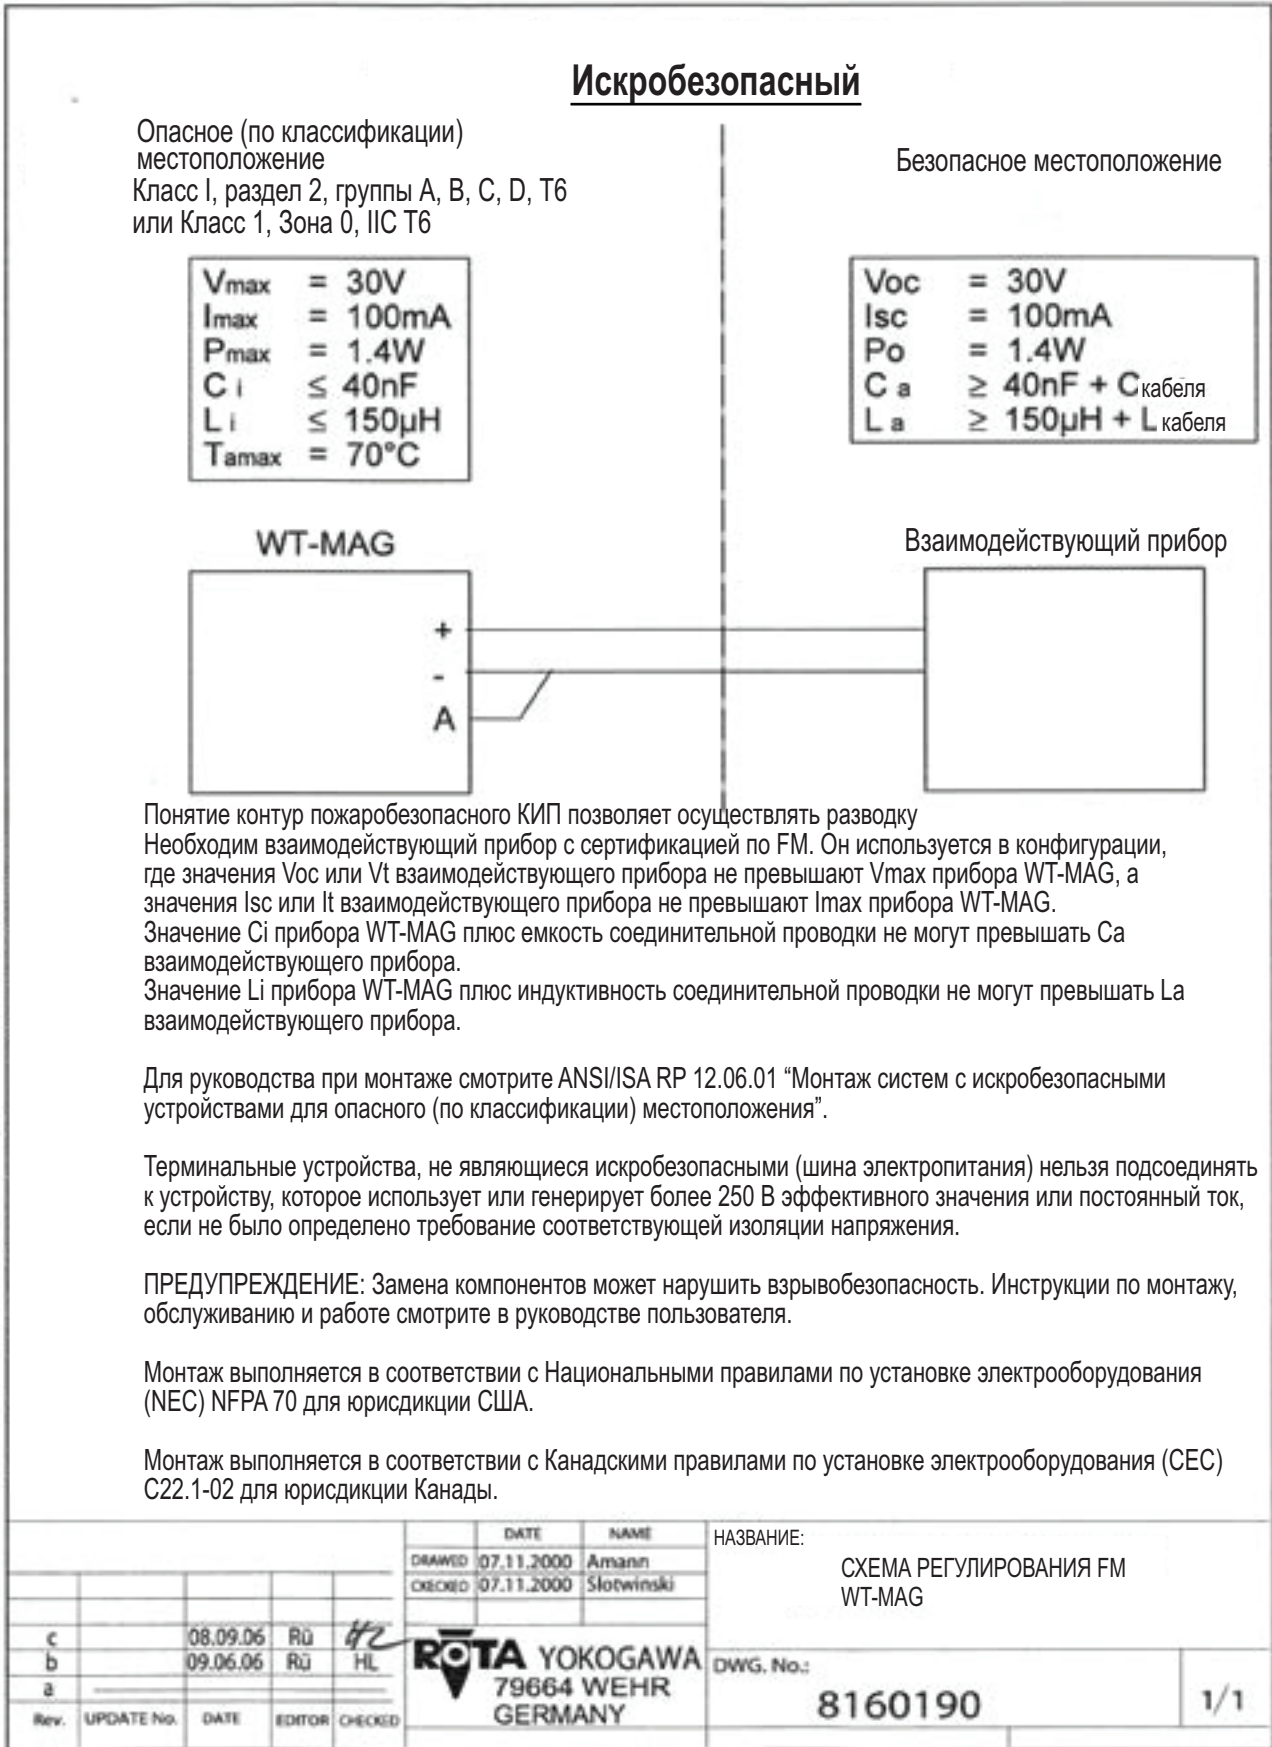 Искробезопасный
Опасное (по классификации)
местоположение
Класс I, раздел 2, группы A, B, C, D, T6
или Класс 1, Зона 0, IIC T6
Безопасное местоположение
Vmax = 30V
Imax = 100mA
Pmax = 1.4W
C i ≤ 40nF
L i ≤ 150µH
Tamax = 70°C
Voc = 30V
Isc = 100mA
Po = 1.4W
C a ≥ 40nF + C кабеля
L a ≥ 150µH + L кабеля
WT-MAG
Взаимодействующий прибор
+
-
A
Понятие контур пожаробезопасного КИП позволяет осуществлять разводку
Необходим взаимодействующий прибор с сертификацией по FM. Он используется в конфигурации,
где значения Voc или Vt взаимодействующего прибора не превышают Vmax прибора WT-MAG, а
значения Isc или It взаимодействующего прибора не превышают Imax прибора WT-MAG.
Значение Ci прибора WT-MAG плюс емкость соединительной проводки не могут превышать Ca
взаимодействующего прибора.
Значение Li прибора WT-MAG плюс индуктивность соединительной проводки не могут превышать La
взаимодействующего прибора.
Для руководства при монтаже смотрите ANSI/ISA RP 12.06.01 “Монтаж систем с искробезопасными
устройствами для опасного (по классификации) местоположения”.
Терминальные устройства, не являющиеся искробезопасными (шина электропитания) нельзя подсоединять
к устройству, которое использует или генерирует более 250 В эффективного значения или постоянный ток,
если не было определено требование соответствующей изоляции напряжения.
ПРЕДУПРЕЖДЕНИЕ: Замена компонентов может нарушить взрывобезопасность. Инструкции по монтажу,
обслуживанию и работе смотрите в руководстве пользователя.
Монтаж выполняется в соответствии с Национальными правилами по установке электрооборудования
(NEC) NFPA 70 для юрисдикции США.
Монтаж выполняется в соответствии с Канадскими правилами по установке электрооборудования (CEC)
C22.1-02 для юрисдикции Канады.
DATE NAME
DRAWED 07.11.2000 Amann
CKECKED 07.11.2000 Slotwinski
НАЗВАНИЕ:
СХЕМА РЕГУЛИРОВАНИЯ FM
WT-MAG
c 08.09.06 Rü
b 09.06.06 Rü HL
a
Rev. UPDATE No. DATE EDITOR CHECKED
ROTA YOKOGAWA
79664 WEHR
GERMANY
DWG. No.:
8160190
1/1